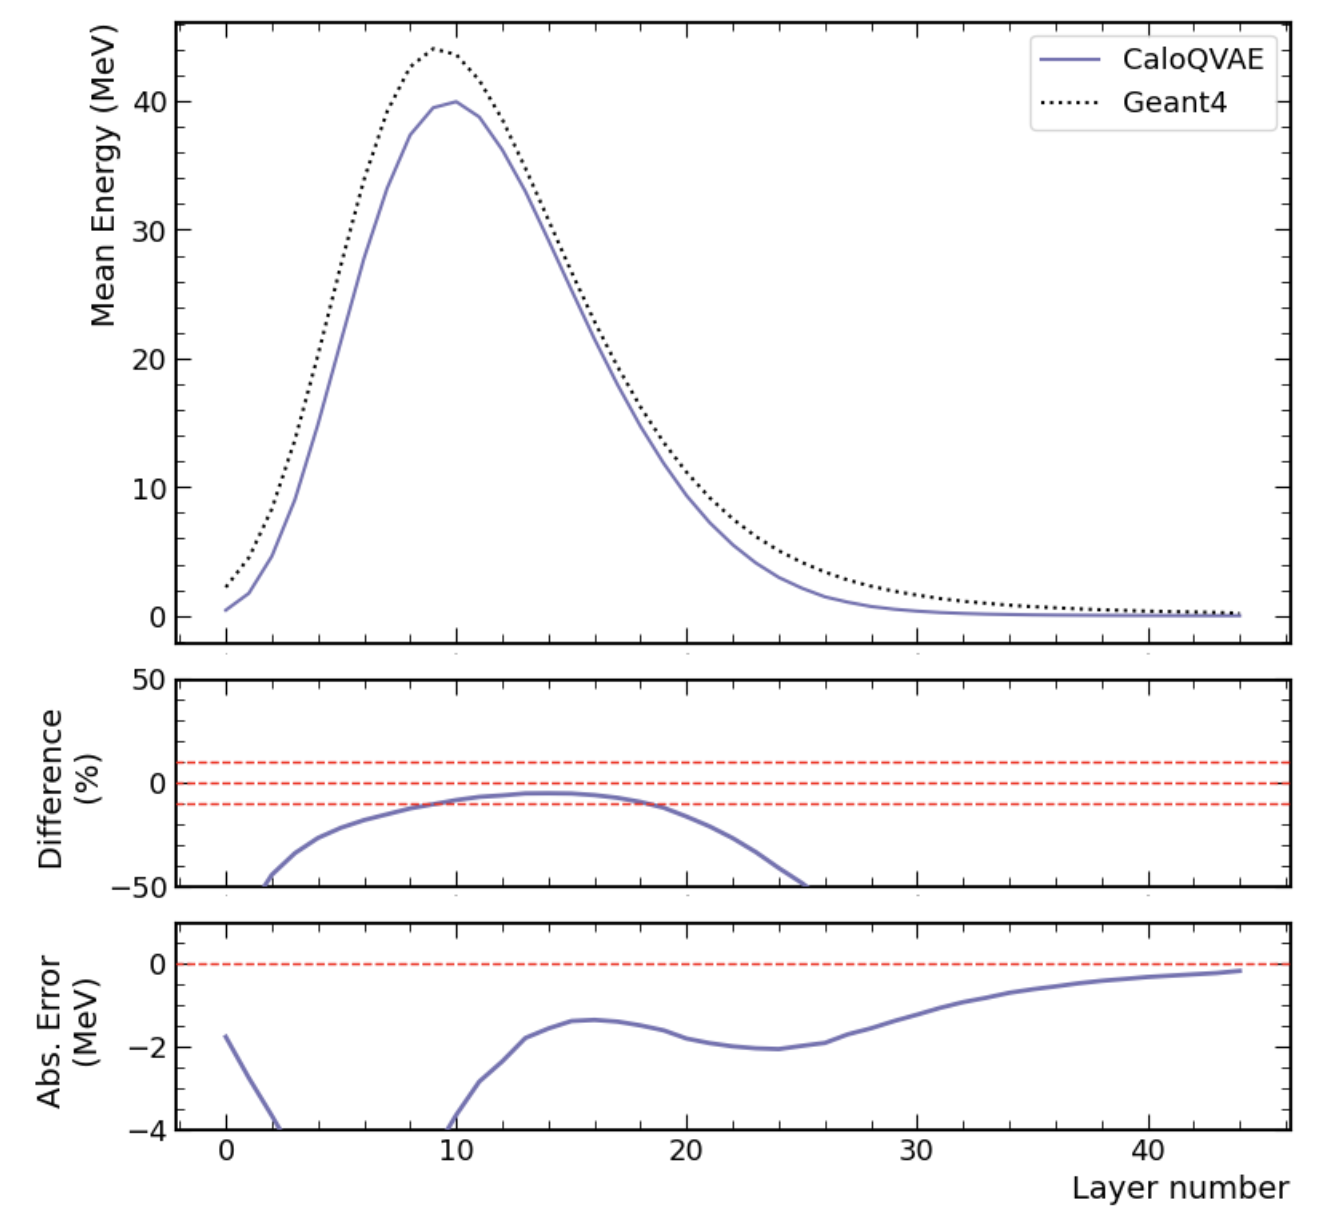 Mean Energy (MeV)
40
30
20
10
0
CaloQVAE
Geant4
Difference
(%)
50
0
−50
Abs. Error
(MeV)
0
−2
−4
0 10 20 30 40
Layer number